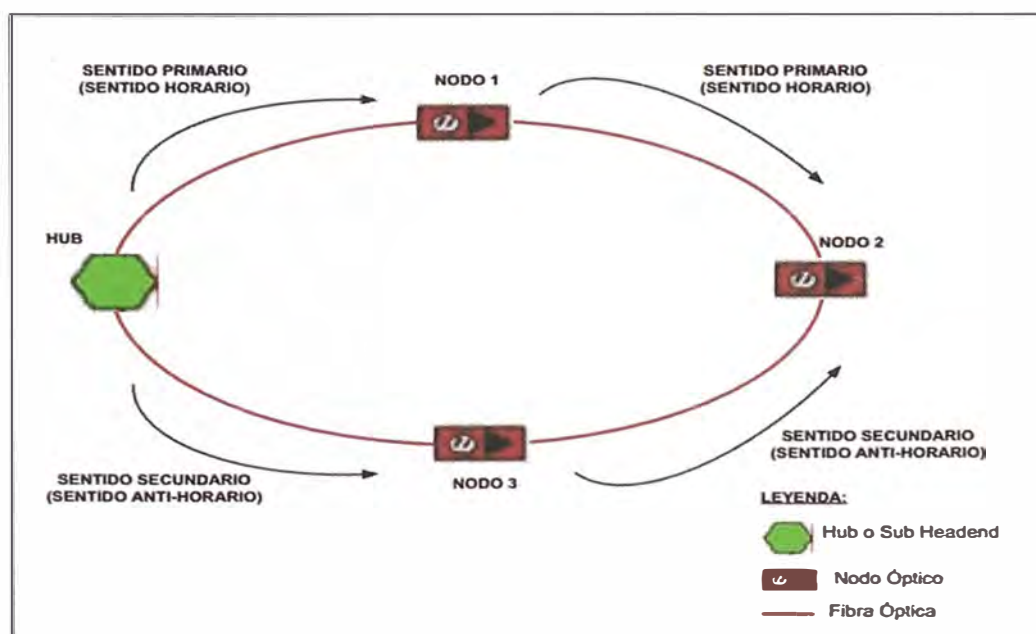 SENTIDO PRIMARIO
(SENTIDO HORARIO)
NODO 1
SENTIDO PRIMARIO
(SENTIDO HORARIO)
HUB
NODO 2
SENTIDO SECUNDARIO
(SENTIDO ANTI-HORARIO)
NODO 3
SENTIDO SECUNDARIO
(SENTIDO ANTI-HORARIO)
LEYENDA:
Hub o Sub Headend
Nodo Óptico
Fibra Óptica